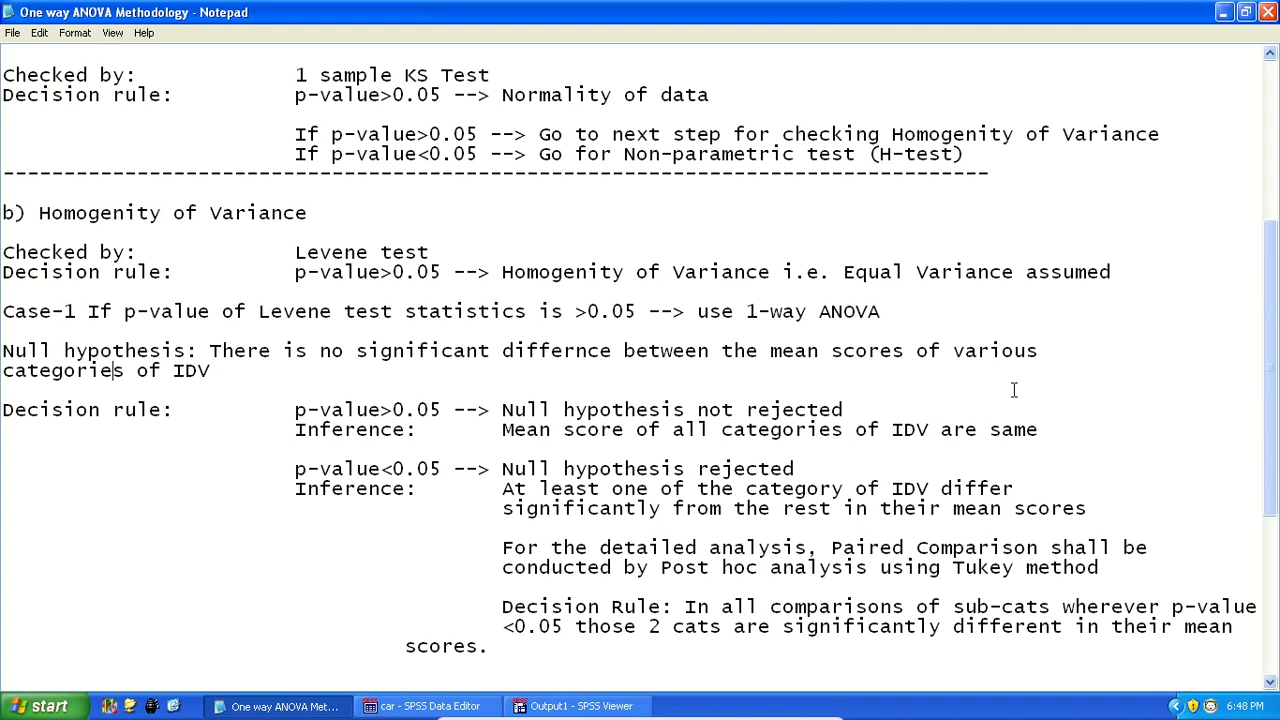 One way ANOVA Methodology - Notepad
File Edit Format View Help
Checked by: 1 sample KS Test
Decision rule: p-value>0.05 --> Normality of data
If p-value>0.05 --> Go to next step for checking Homogenity of Variance
If p-value<0.05 --> Go for Non-parametric test (H-test)
---------------------------------------------------------------------------------
b) Homogenity of Variance
Checked by: Levene test
Decision rule: p-value>0.05 --> Homogenity of Variance i.e. Equal Variance assumed
Case-1 If p-value of Levene test statistics is >0.05 --> use 1-way ANOVA
Null hypothesis: There is no significant differnce between the mean scores of various
categories of IDV
Decision rule: p-value>0.05 --> Null hypothesis not rejected
Inference: Mean score of all categories of IDV are same
p-value<0.05 --> Null hypothesis rejected
Inference: At least one of the category of IDV differ
significantly from the rest in their mean scores
For the detailed analysis, Paired Comparison shall be
conducted by Post hoc analysis using Tukey method
Decision Rule: In all comparisons of sub-cats wherever p-value
<0.05 those 2 cats are significantly different in their mean
scores.
start One way ANOVA Met... car - SPSS Data Editor Output1 - SPSS Viewer 6:48 PM